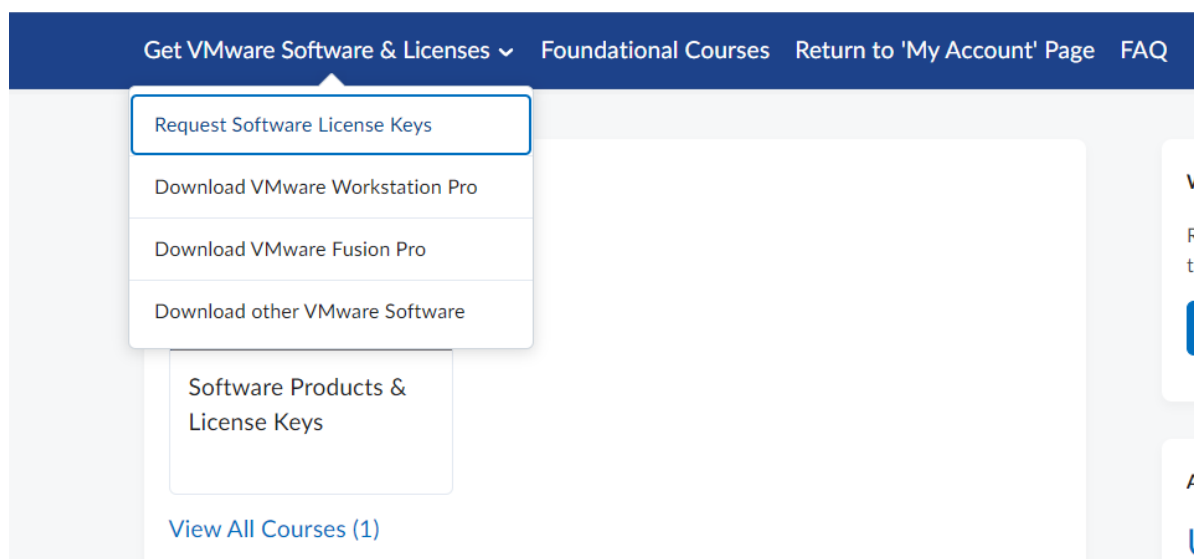 Get VMware Software & Licenses
Foundational Courses
Return to 'My Account' Page
FAQ
Request Software License Keys
Download VMware Workstation Pro
Download VMware Fusion Pro
Download other VMware Software
Software Products &
License Keys
View All Courses (1)